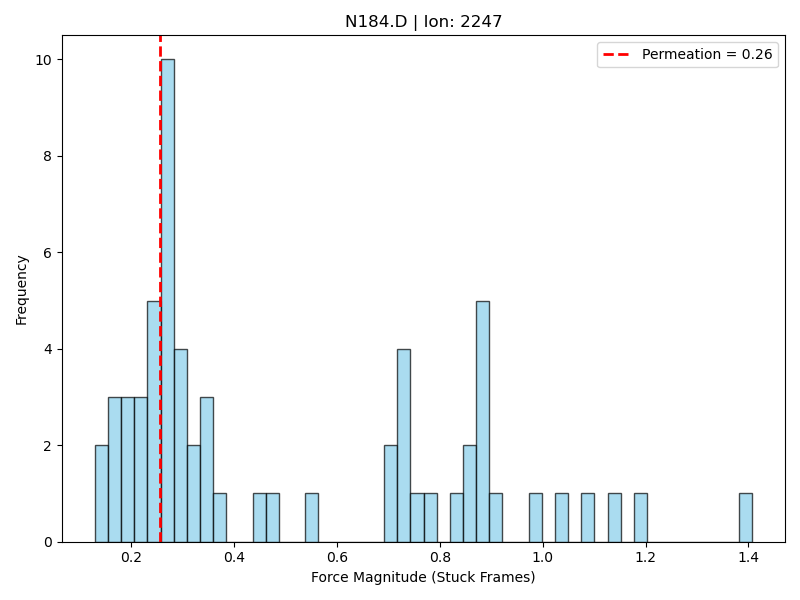 N184.D | Ion: 2247
Permeation = 0.26
Frequency
10
8
6
4
2
0
0.2 0.4 0.6 0.8 1.0 1.2 1.4
Force Magnitude (Stuck Frames)